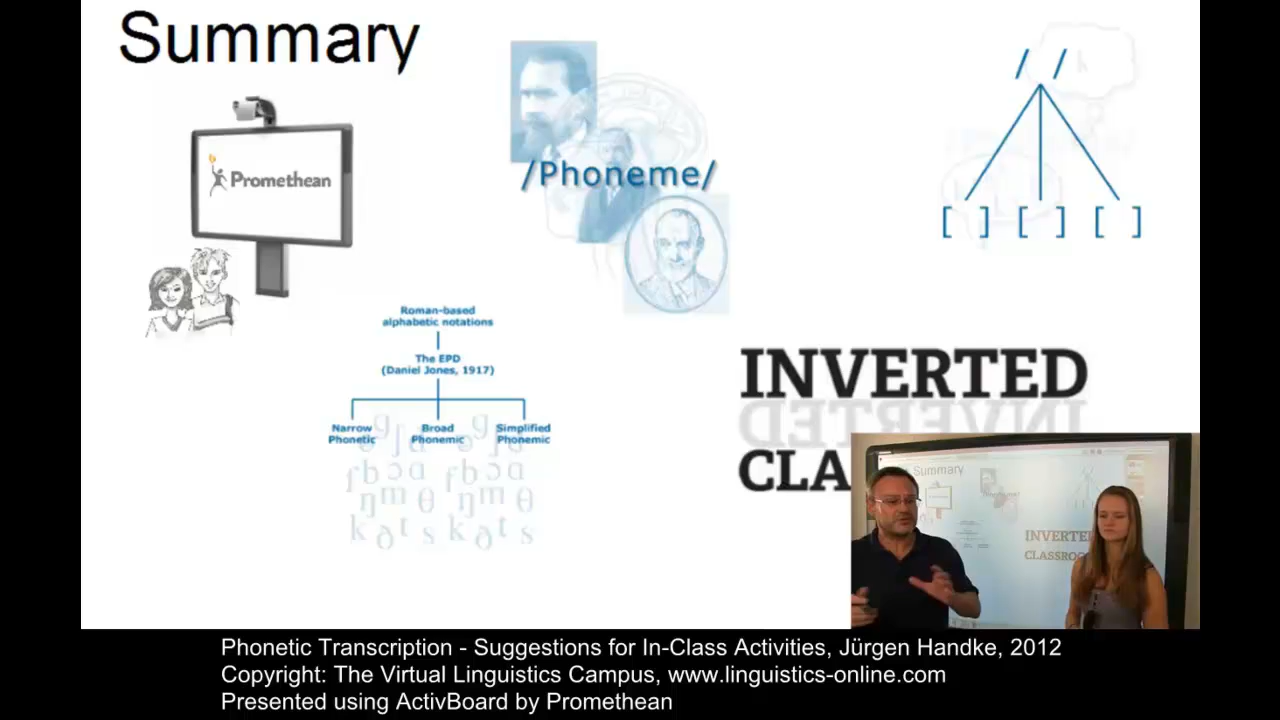 Summary
Promethean
/Phoneme/
/ /
[ ] [ ] [ ]
Roman-based
alphabetic notations
The EPD
(Daniel Jones, 1917)
Narrow
Phonetic
Broad
Phonemic
Simplified
Phonemic
f b ɔ ɑ f b ɔ ɑ
ŋ m θ ŋ m θ
k ð t s k ð t s
INVERTED
CLA
Summary
INVERTE
CLASSROO
Phonetic Transcription - Suggestions for In-Class Activities, Jürgen Handke, 2012
Copyright: The Virtual Linguistics Campus, www.linguistics-online.com
Presented using ActivBoard by Promethean